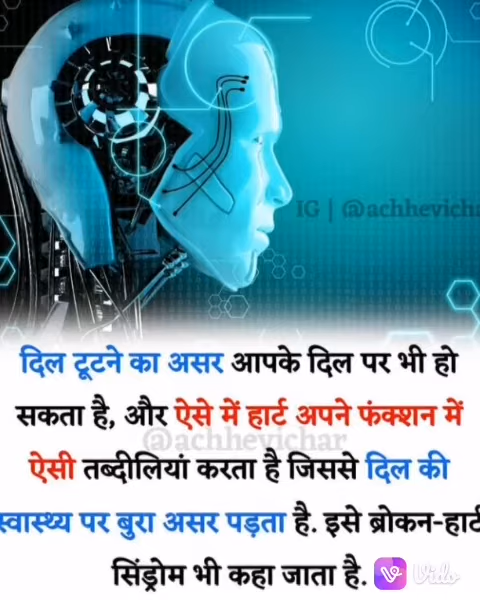 IG | @achhevichar
दिल टूटने का असर आपके दिल पर भी हो
सकता है, और ऐसे में हार्ट अपने फंक्शन में
@achhevichar
ऐसी तब्दीलियां करता है जिससे दिल की
स्वास्थ्य पर बुरा असर पड़ता है. इसे ब्रोकन-हार्ट
सिंड्रोम भी कहा जाता है. Vido